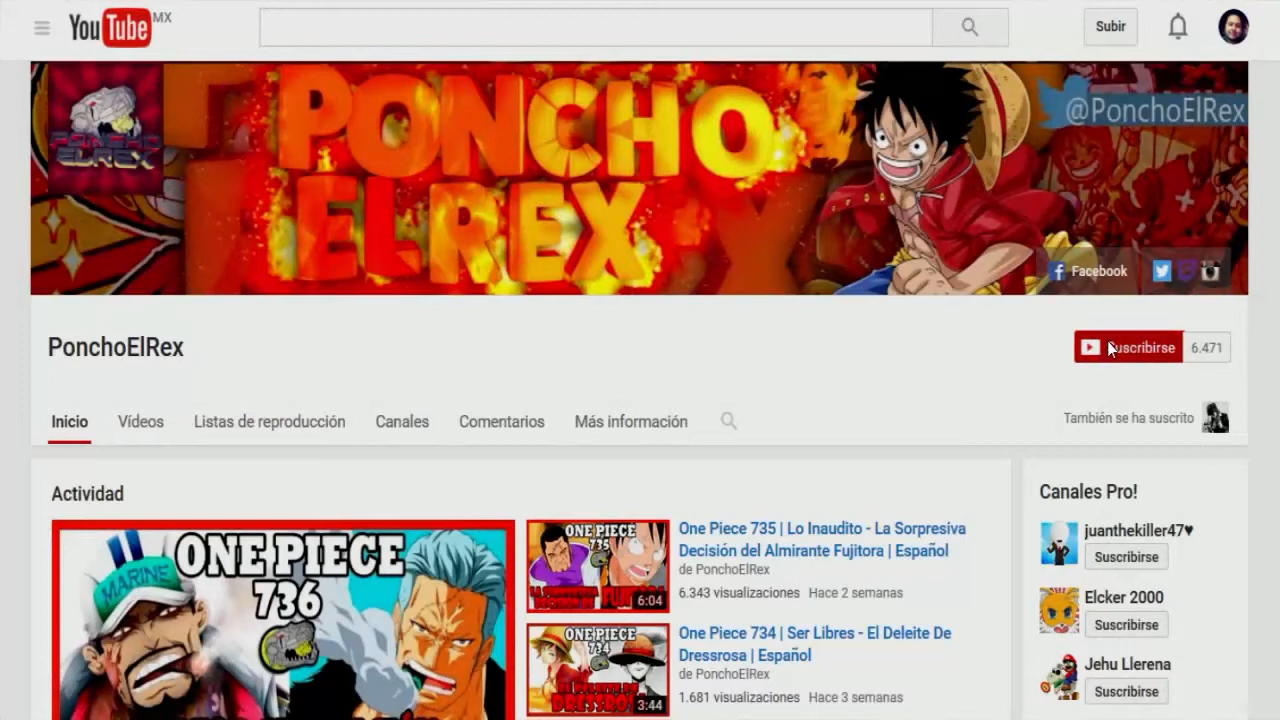 YouTube MX
Subir
PONCHO
ELREX
PONCHO
EL REX
@PonchoElRex
Facebook
PonchoElRex
Suscribirse 6.471
Inicio Vídeos Listas de reproducción Canales Comentarios Más información
También se ha suscrito
Actividad
ONE PIECE
736
MARINE
ONE PIECE
735
6:04
One Piece 735 | Lo Inaudito - La Sorpresiva
Decisión del Almirante Fujitora | Español
de PonchoElRex
6.343 visualizaciones Hace 2 semanas
ONE PIECE
734
3:44
One Piece 734 | Ser Libres - El Deleite De
Dressrosa | Español
de PonchoElRex
1.681 visualizaciones Hace 3 semanas
Canales Pro!
juanthekiller47♥
Suscribirse
Elcker 2000
Suscribirse
Jehu Llerena
Suscribirse